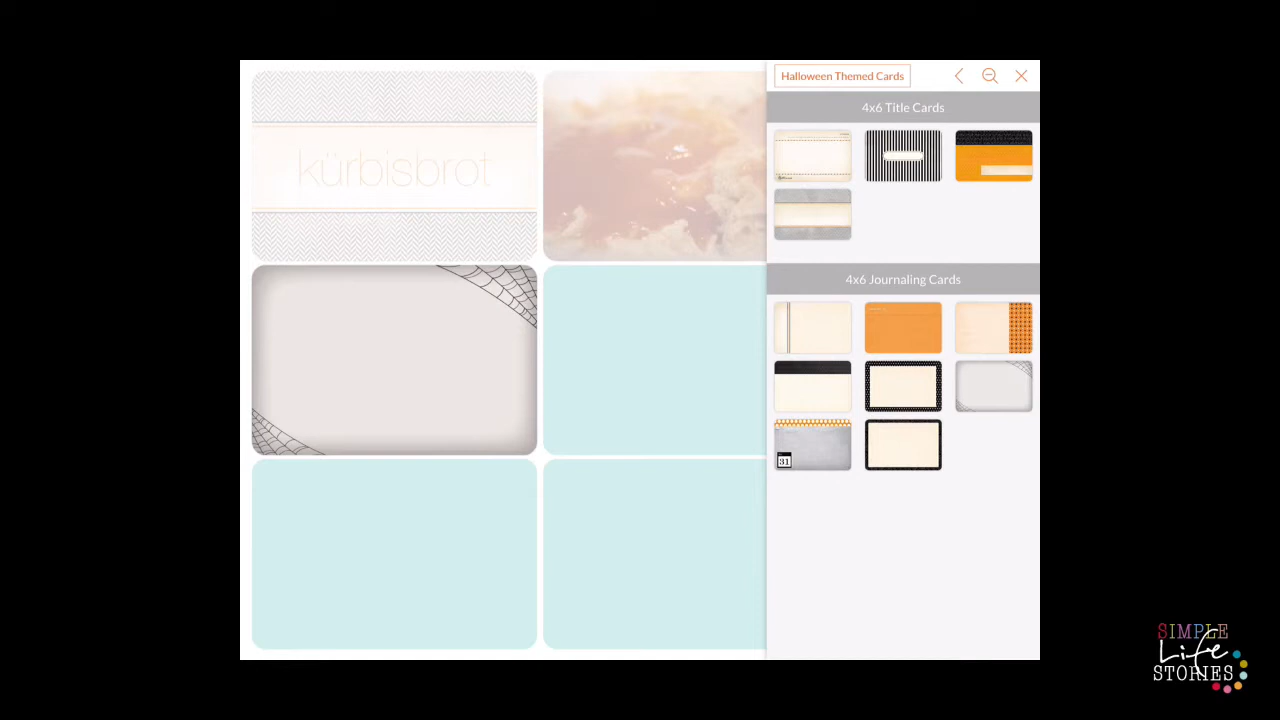 kürbisbrot
Halloween Themed Cards
4x6 Title Cards
4x6 Journaling Cards
31
SIMPLE
Life
STORIES